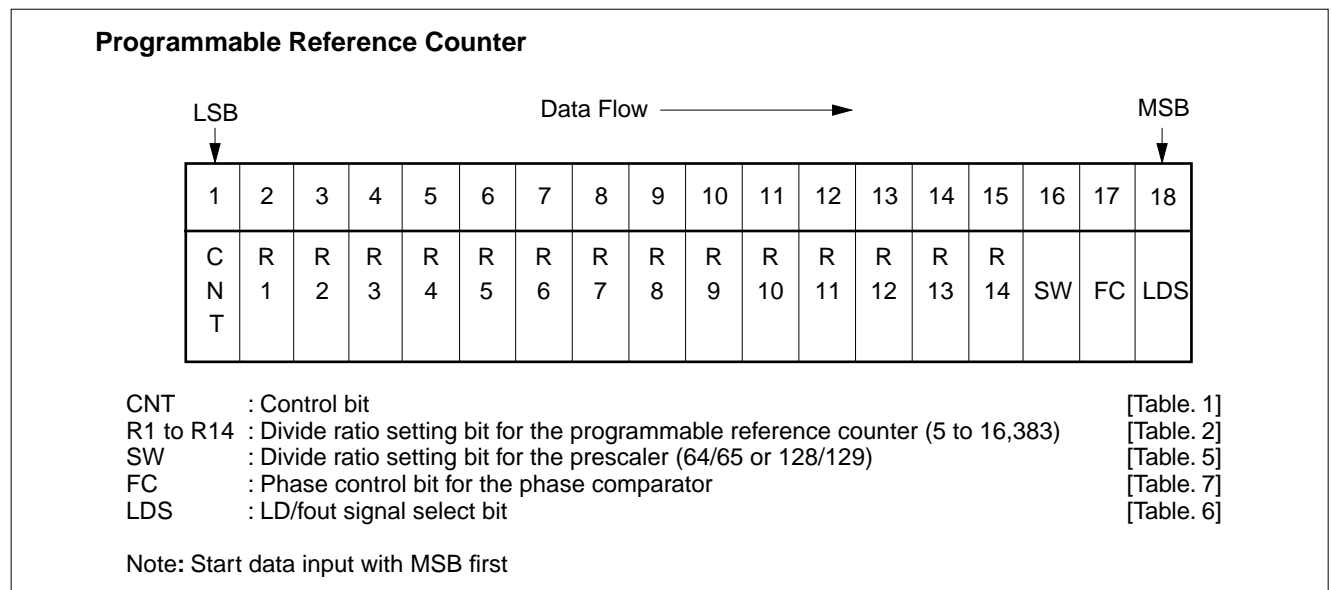 Programmable Reference Counter
LSB Data Flow MSB
1 2 3 4 5 6 7 8 9 10 11 12 13 14 15 16 17 18
C R R R R R R R R R R R R R R
N 1 2 3 4 5 6 7 8 9 10 11 12 13 14 SW FC LDS
T
CNT : Control bit [Table. 1]
R1 to R14 : Divide ratio setting bit for the programmable reference counter (5 to 16,383) [Table. 2]
SW : Divide ratio setting bit for the prescaler (64/65 or 128/129) [Table. 5]
FC : Phase control bit for the phase comparator [Table. 7]
LDS : LD/fout signal select bit [Table. 6]
Note: Start data input with MSB first